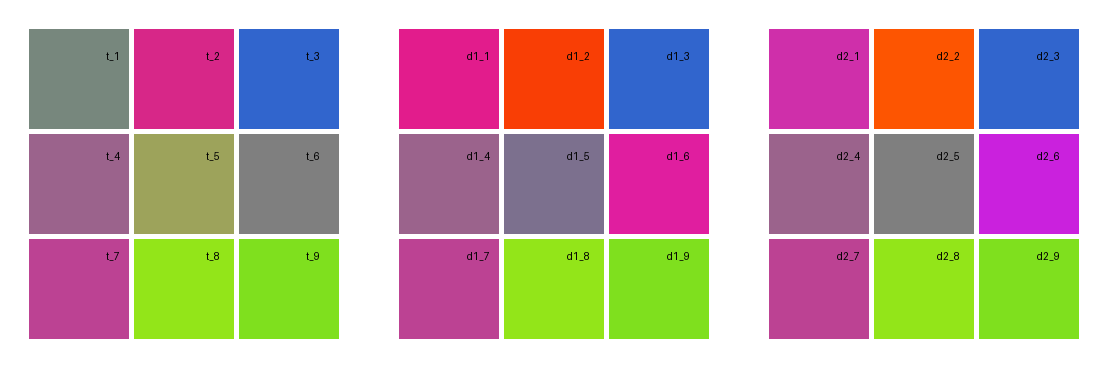 t_1 t_2 t_3 d1_1 d1_2 d1_3 d2_1 d2_2 d2_3
t_4 t_5 t_6 d1_4 d1_5 d1_6 d2_4 d2_5 d2_6
t_7 t_8 t_9 d1_7 d1_8 d1_9 d2_7 d2_8 d2_9